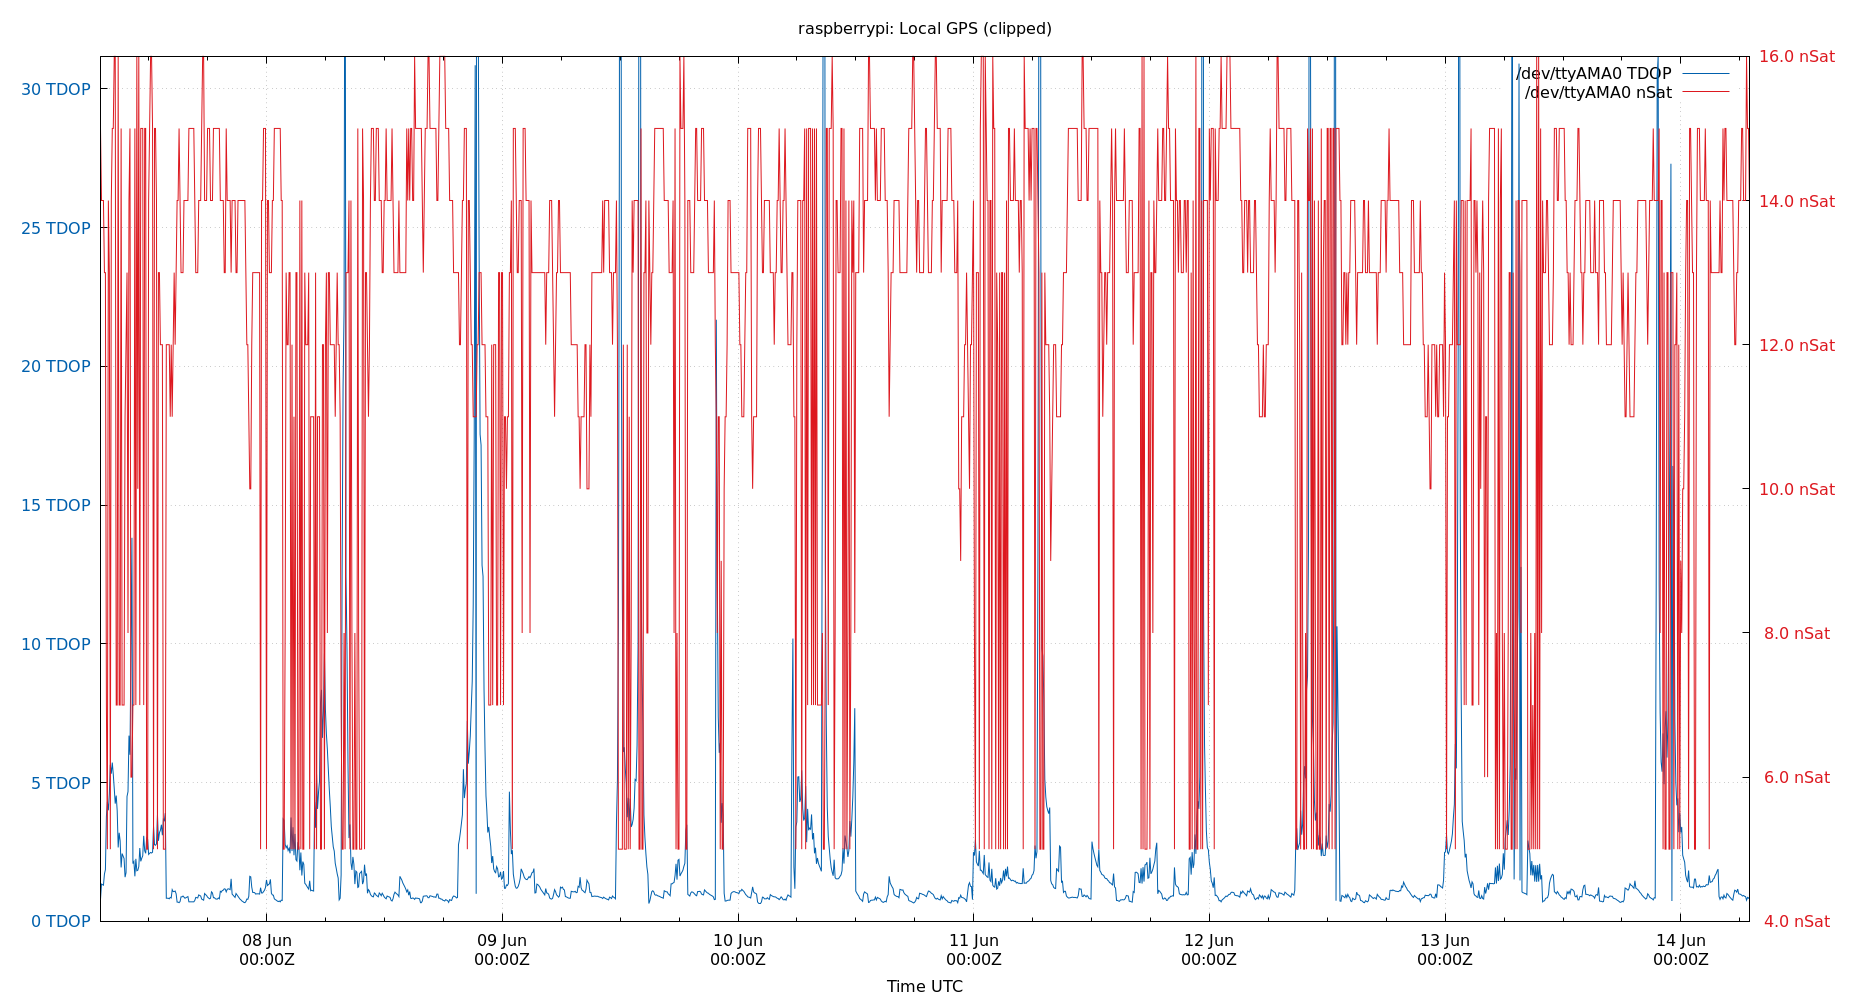 raspberrypi: Local GPS (clipped)
/dev/ttyAMA0 TDOP
/dev/ttyAMA0 nSat
30 TDOP
25 TDOP
20 TDOP
15 TDOP
10 TDOP
5 TDOP
0 TDOP
16.0 nSat
14.0 nSat
12.0 nSat
10.0 nSat
8.0 nSat
6.0 nSat
4.0 nSat
08 Jun
00:00Z
09 Jun
00:00Z
10 Jun
00:00Z
11 Jun
00:00Z
12 Jun
00:00Z
13 Jun
00:00Z
14 Jun
00:00Z
Time UTC